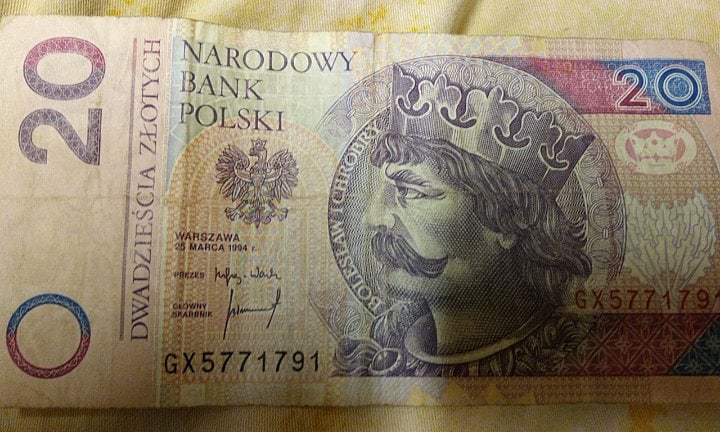 20
DWADZIEŚCIA ZŁOTYCH
NARODOWY
BANK
POLSKI
WARSZAWA
25 MARCA 1994 r.
PREZES
GŁÓWNY
SKARBNIK
GX5771791
BOLESŁAW I CHROBRY
20
GX5771791